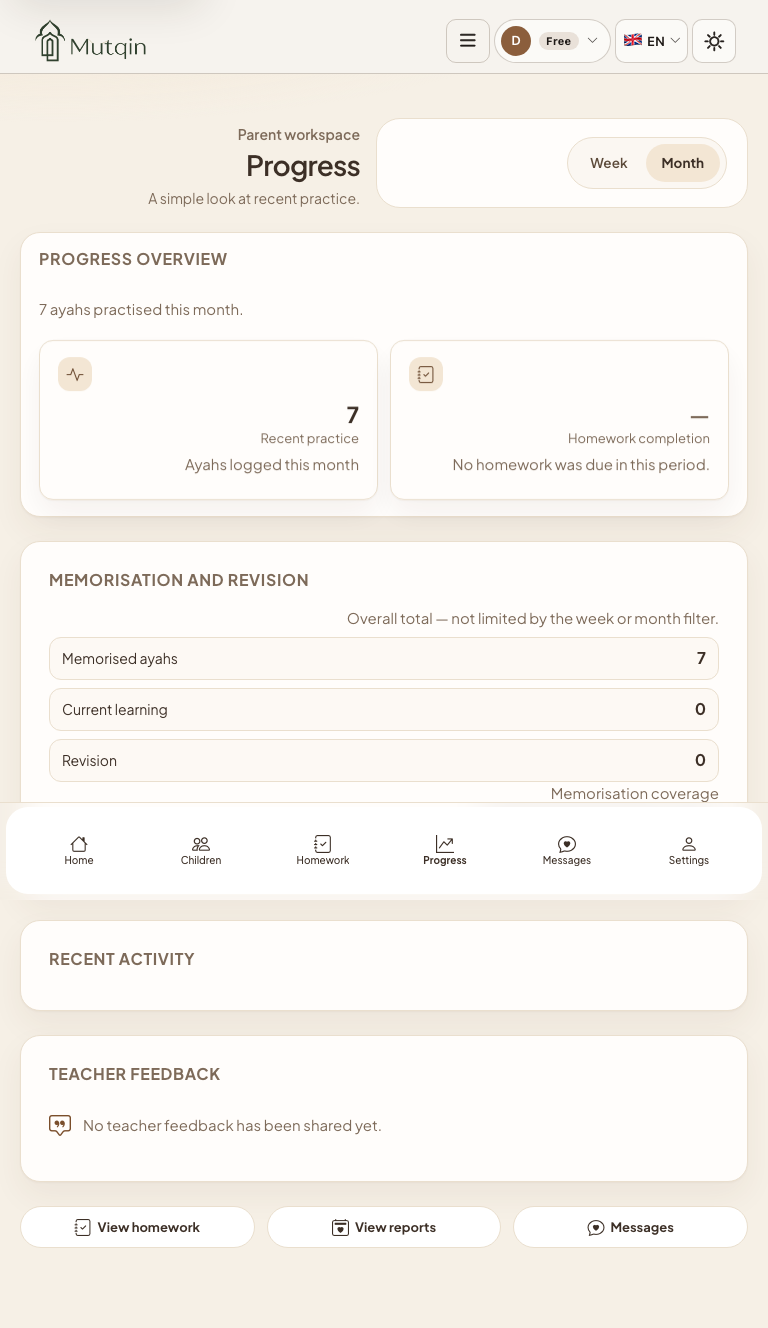 Mutqin
D
Free
EN
Parent workspace
Progress
A simple look at recent practice.
Week
Month
PROGRESS OVERVIEW
7 ayahs practised this month.
7
Recent practice
Ayahs logged this month
—
Homework completion
No homework was due in this period.
MEMORISATION AND REVISION
Overall total — not limited by the week or month filter.
Memorised ayahs 7
Current learning 0
Revision 0
Memorisation coverage
Home
Children
Homework
Progress
Messages
Settings
RECENT ACTIVITY
TEACHER FEEDBACK
No teacher feedback has been shared yet.
View homework
View reports
Messages